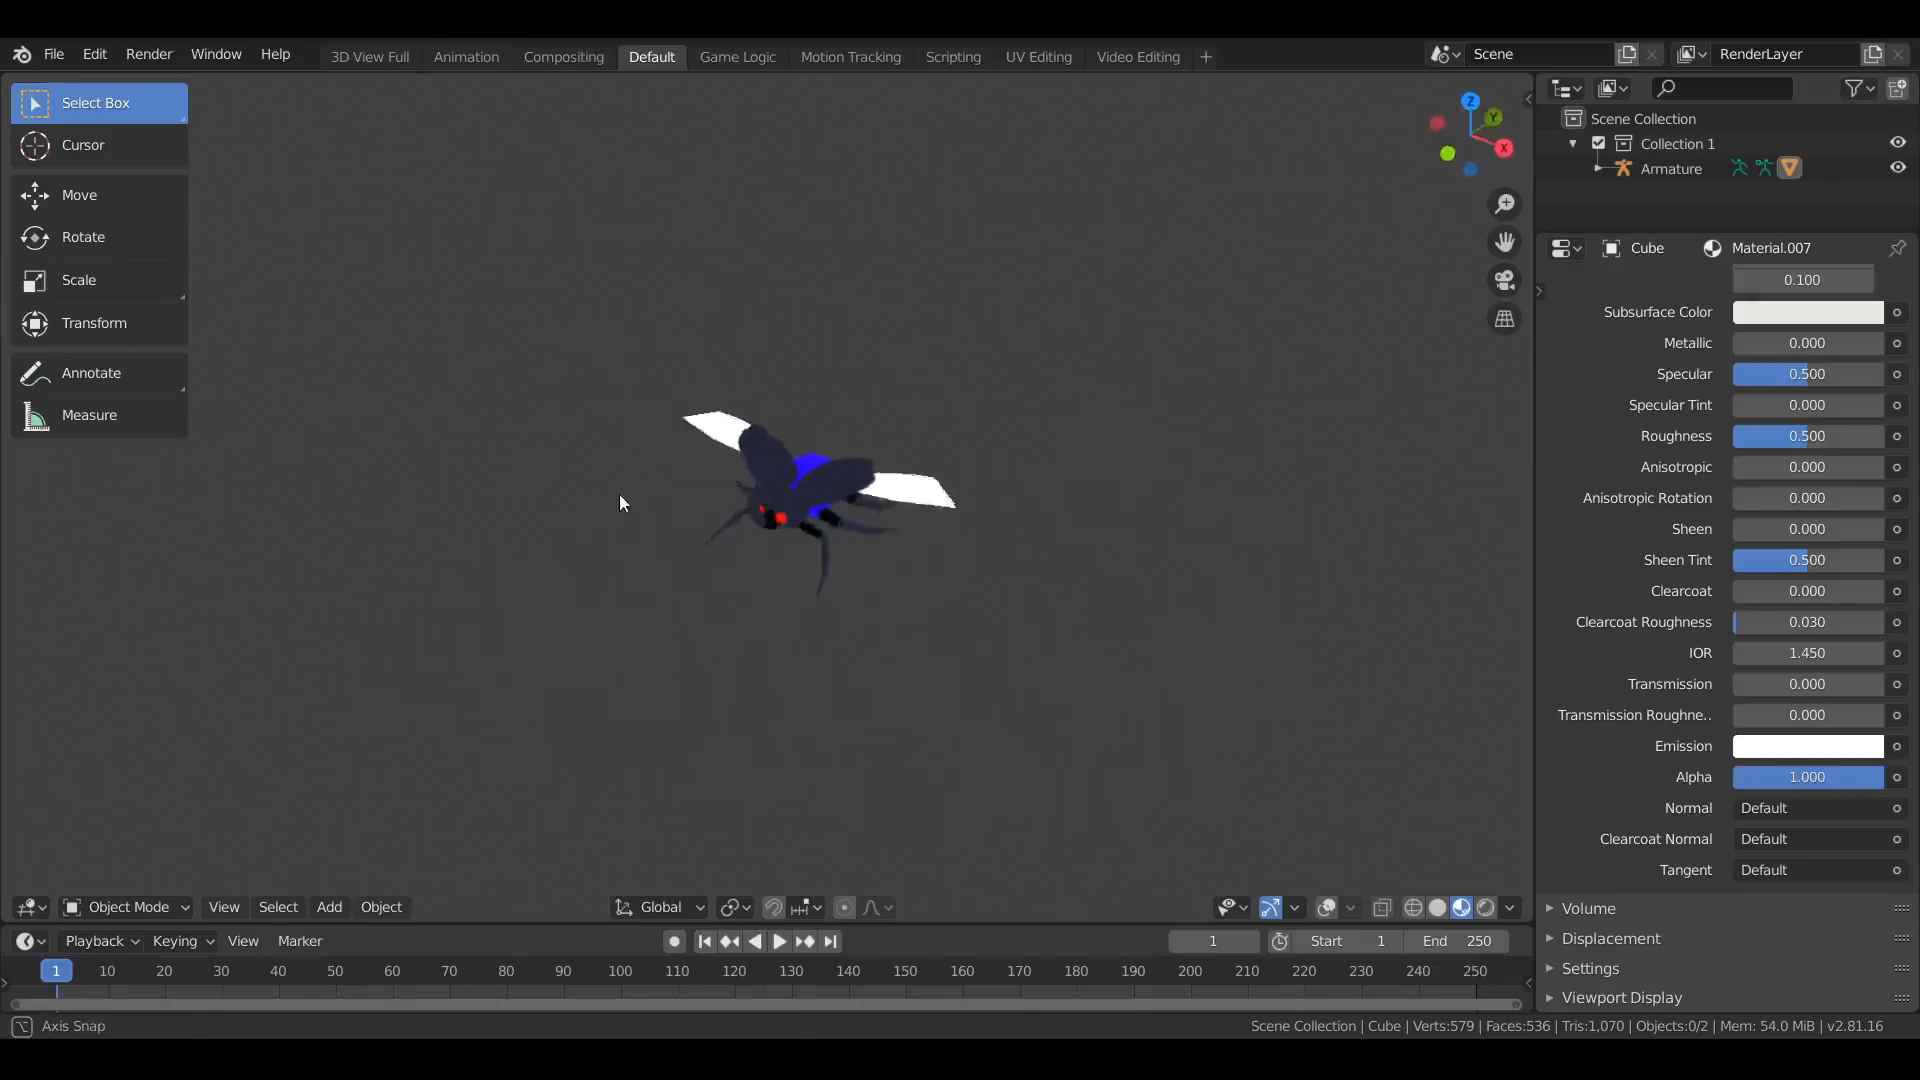 File Edit Render Window Help 3D View Full Animation Compositing Default Game Logic Motion Tracking Scripting UV Editing Video Editing + Scene RenderLayer
Select Box
Cursor
Move
Rotate
Scale
Transform
Annotate
Measure
Z
Y
X
Scene Collection
Collection 1
Armature
Cube Material.007
0.100
Subsurface Color
Metallic 0.000
Specular 0.500
Specular Tint 0.000
Roughness 0.500
Anisotropic 0.000
Anisotropic Rotation 0.000
Sheen 0.000
Sheen Tint 0.500
Clearcoat 0.000
Clearcoat Roughness 0.030
IOR 1.450
Transmission 0.000
Transmission Roughne.. 0.000
Emission
Alpha 1.000
Normal Default
Clearcoat Normal Default
Tangent Default
Volume
Displacement
Settings
Viewport Display
Object Mode View Select Add Object Global
Playback Keying View Marker 1 Start 1 End 250
1 10 20 30 40 50 60 70 80 90 100 110 120 130 140 150 160 170 180 190 200 210 220 230 240 250
Axis Snap Scene Collection | Cube | Verts:579 | Faces:536 | Tris:1,070 | Objects:0/2 | Mem: 54.0 MiB | v2.81.16